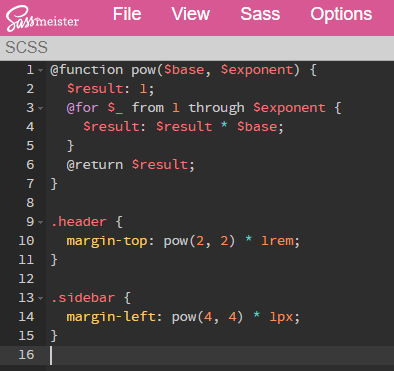 Sassmeister File View Sass Options
SCSS
1 @function pow($base, $exponent) {
2 $result: 1;
3 @for $_ from 1 through $exponent {
4 $result: $result * $base;
5 }
6 @return $result;
7 }
8
9 .header {
10 margin-top: pow(2, 2) * 1rem;
11 }
12
13 .sidebar {
14 margin-left: pow(4, 4) * 1px;
15 }
16